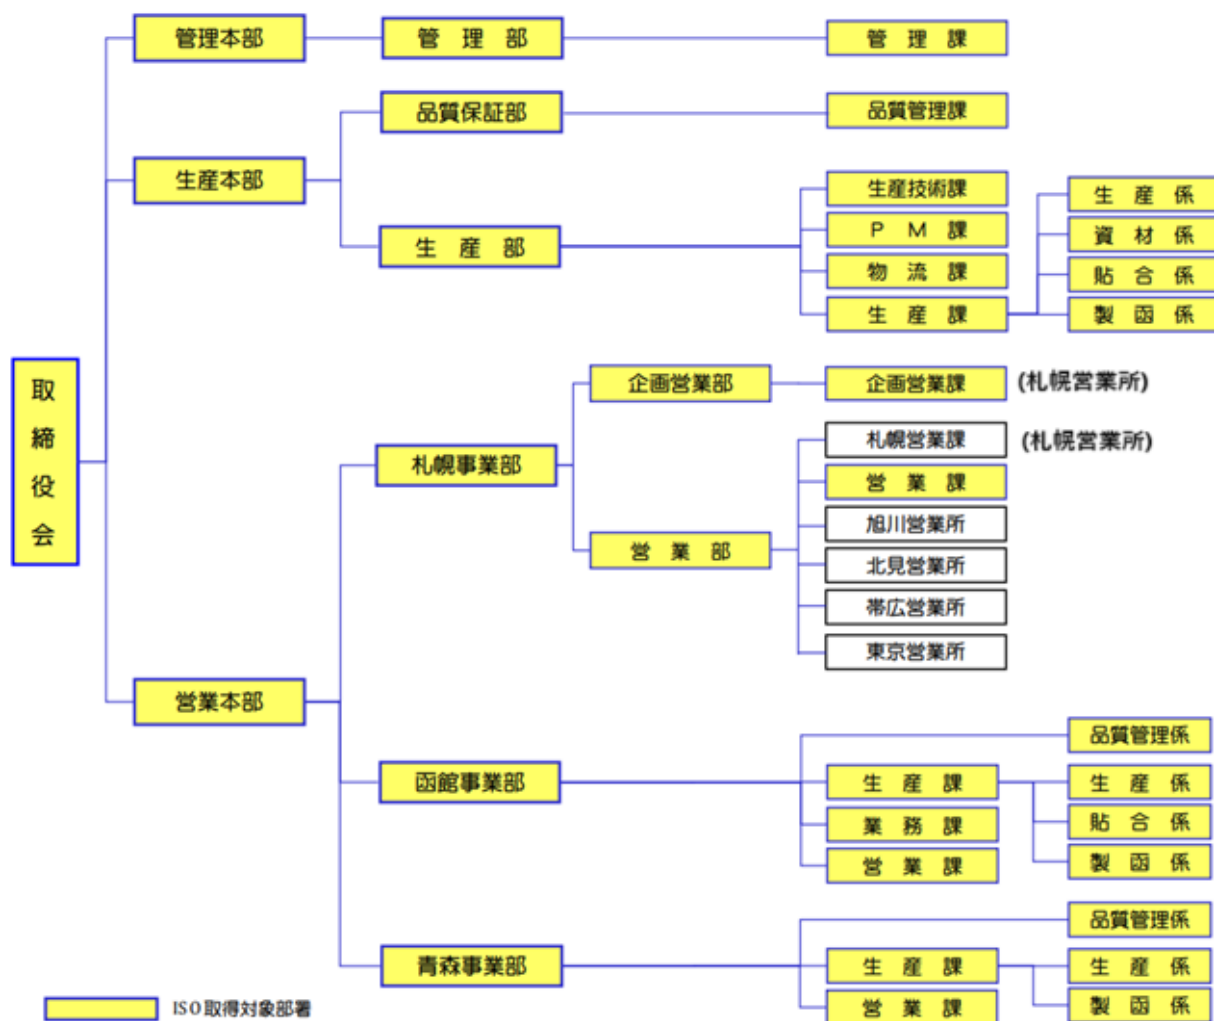 管理本部
管理部
管理課
品質保証部
品質管理課
生産本部
生産技術課
生産係
生産部
PM課
資材係
物流課
貼合係
生産課
製函係
取締役会
企画営業部
企画営業課
(札幌営業所)
札幌営業課
(札幌営業所)
札幌事業部
営業課
旭川営業所
営業部
北見営業所
帯広営業所
東京営業所
営業本部
品質管理係
函館事業部
生産課
生産係
業務課
貼合係
営業課
製函係
品質管理係
青森事業部
生産課
生産係
営業課
製函係
ISO取得対象部署